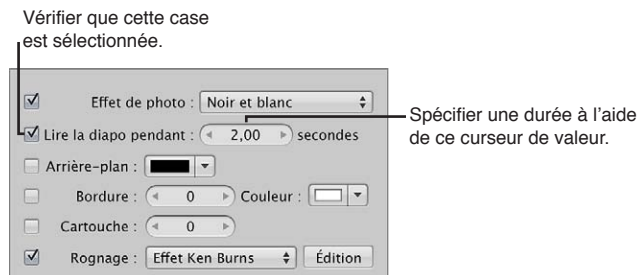 Vérifier que cette case
est sélectionnée.
Effet de photo : Noir et blanc
Lire la diapo pendant : 2,00 secondes
Spécifier une durée à l’aide
de ce curseur de valeur.
Arrière-plan :
Bordure : 0 Couleur :
Cartouche : 0
Rognage : Effet Ken Burns Édition